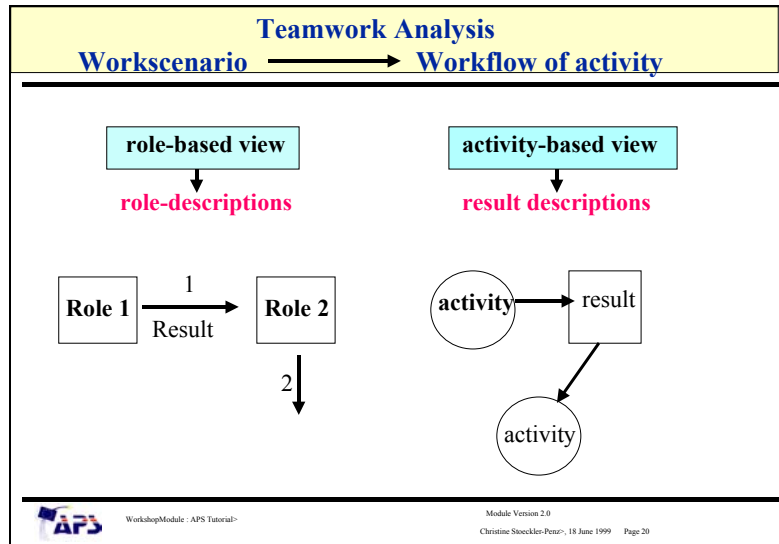 Teamwork Analysis
Workscenario Workflow of activity
role-based view
role-descriptions
Role 1
1
Result
Role 2
2
activity-based view
result descriptions
activity
result
activity
APS
WorkshopModule : APS Tutorial>
Module Version 2.0
Christine Stoeckler-Penz>, 18 June 1999 Page 20